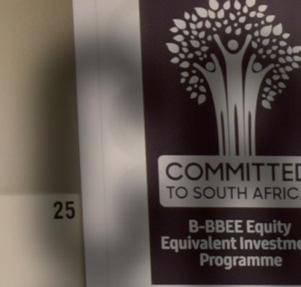 COMMITTED
TO SOUTH AFRIC
25
B-BBEE Equity
Equivalent Investme
Programme